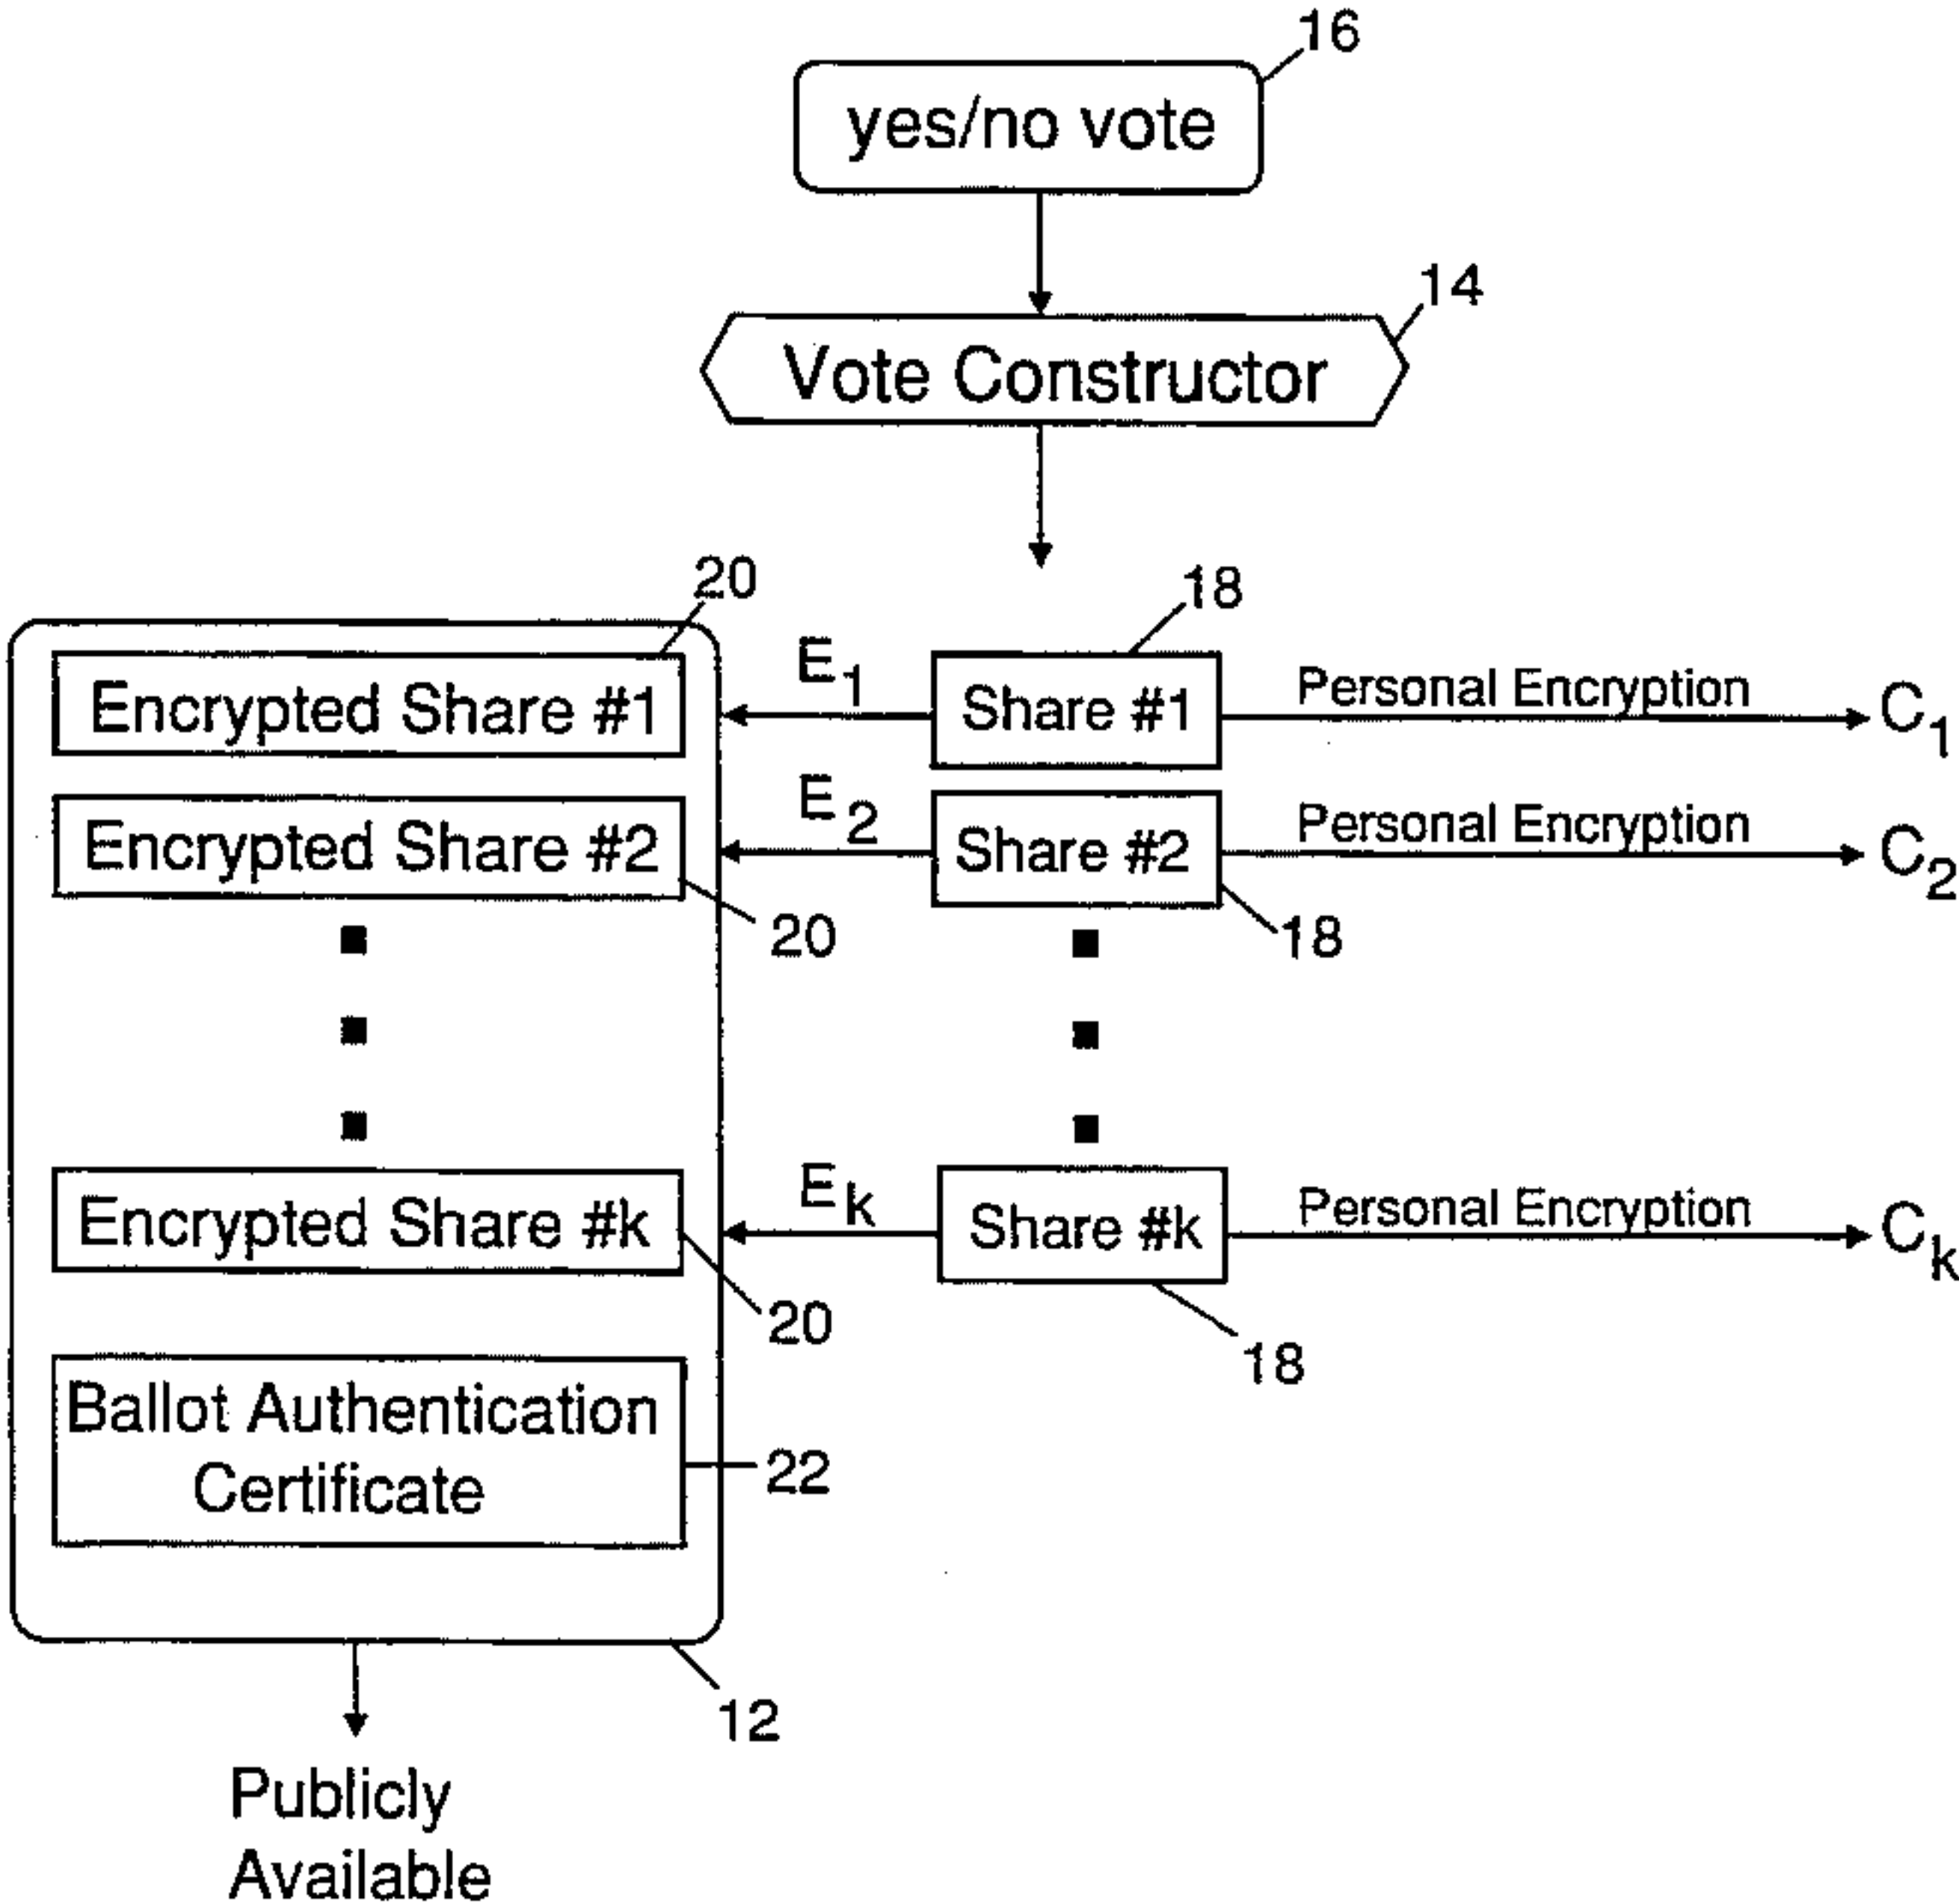 16
yes/no vote
14
Vote Constructor
20
18
Encrypted Share #1
E1
Share #1
Personal Encryption
C1
Encrypted Share #2
E2
Share #2
Personal Encryption
C2
20
18
Encrypted Share #k
Ek
Share #k
Personal Encryption
Ck
20
18
Ballot Authentication
Certificate
22
12
Publicly
Available